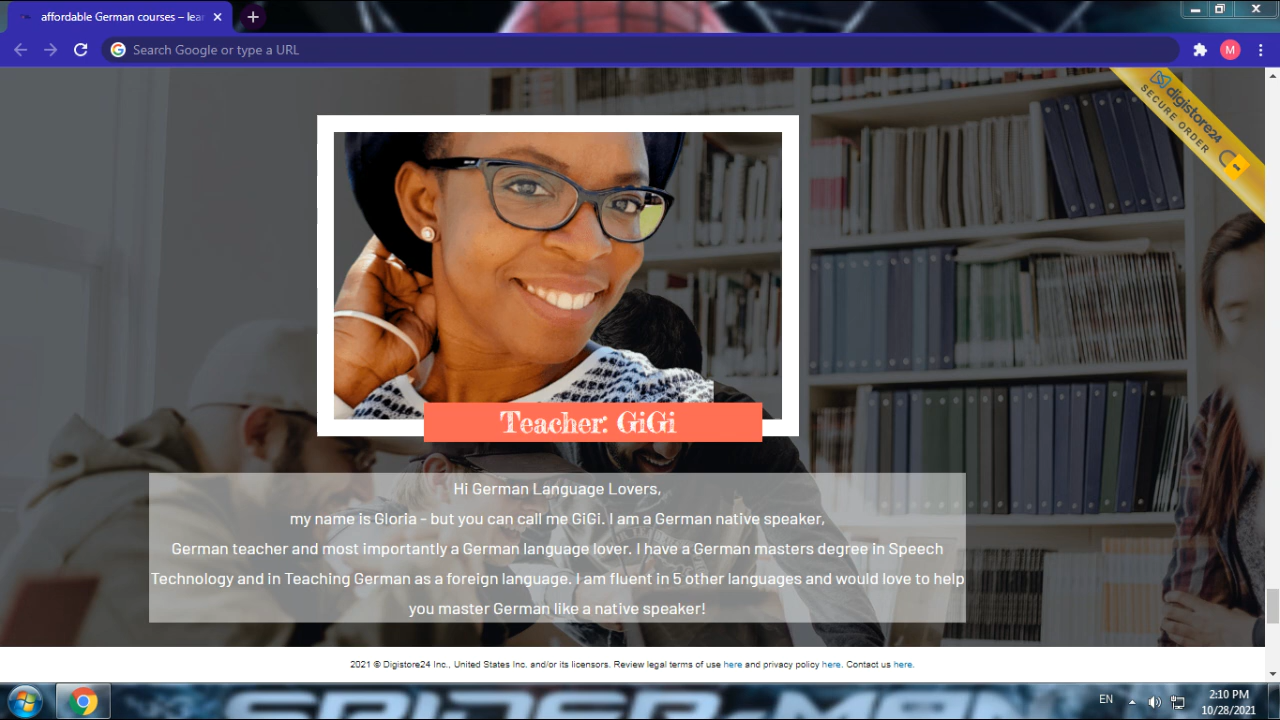 affordable German courses – lear
Search Google or type a URL
M
digistore24
SECURE ORDER
Teacher: GiGi
Hi German Language Lovers,
my name is Gloria – but you can call me GiGi. I am a German native speaker,
German teacher and most importantly a German language lover. I have a German masters degree in Speech
Technology and in Teaching German as a foreign language. I am fluent in 5 other languages and would love to help
you master German like a native speaker!
2021 © Digistore24 Inc., United States Inc. and/or its licensors. Review legal terms of use here and privacy policy here. Contact us here.
SPIDER-MAN
EN
2:10 PM
10/28/2021